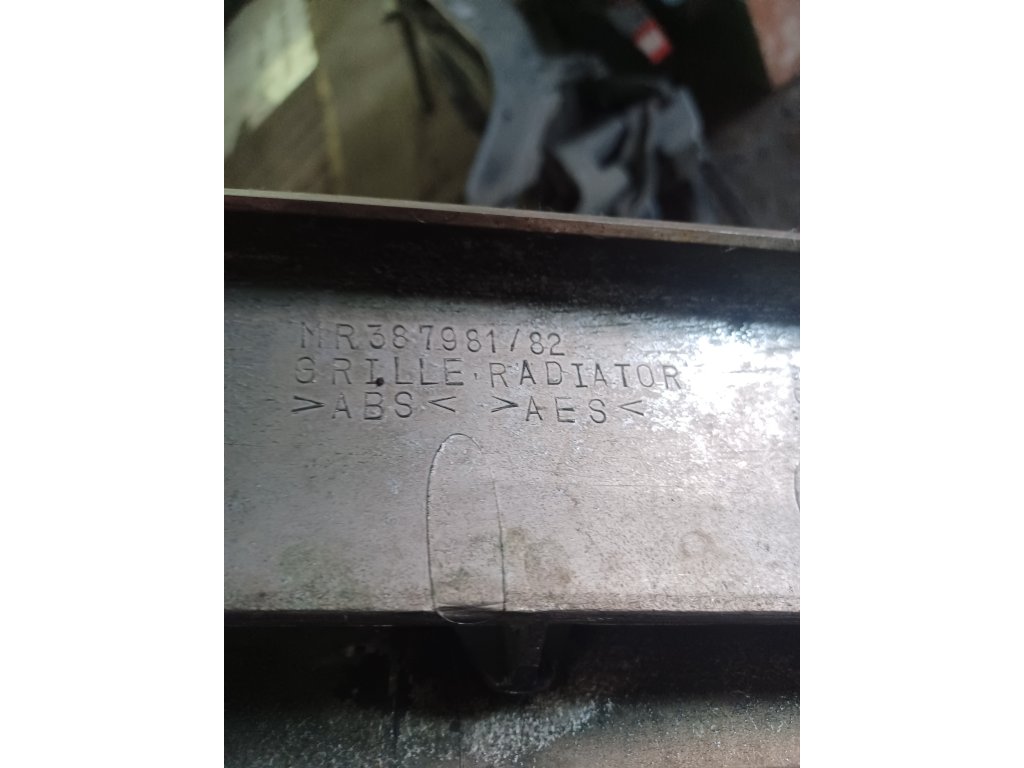 MR387981/82
GRILLE,RADIATOR
>ABS< >AES<